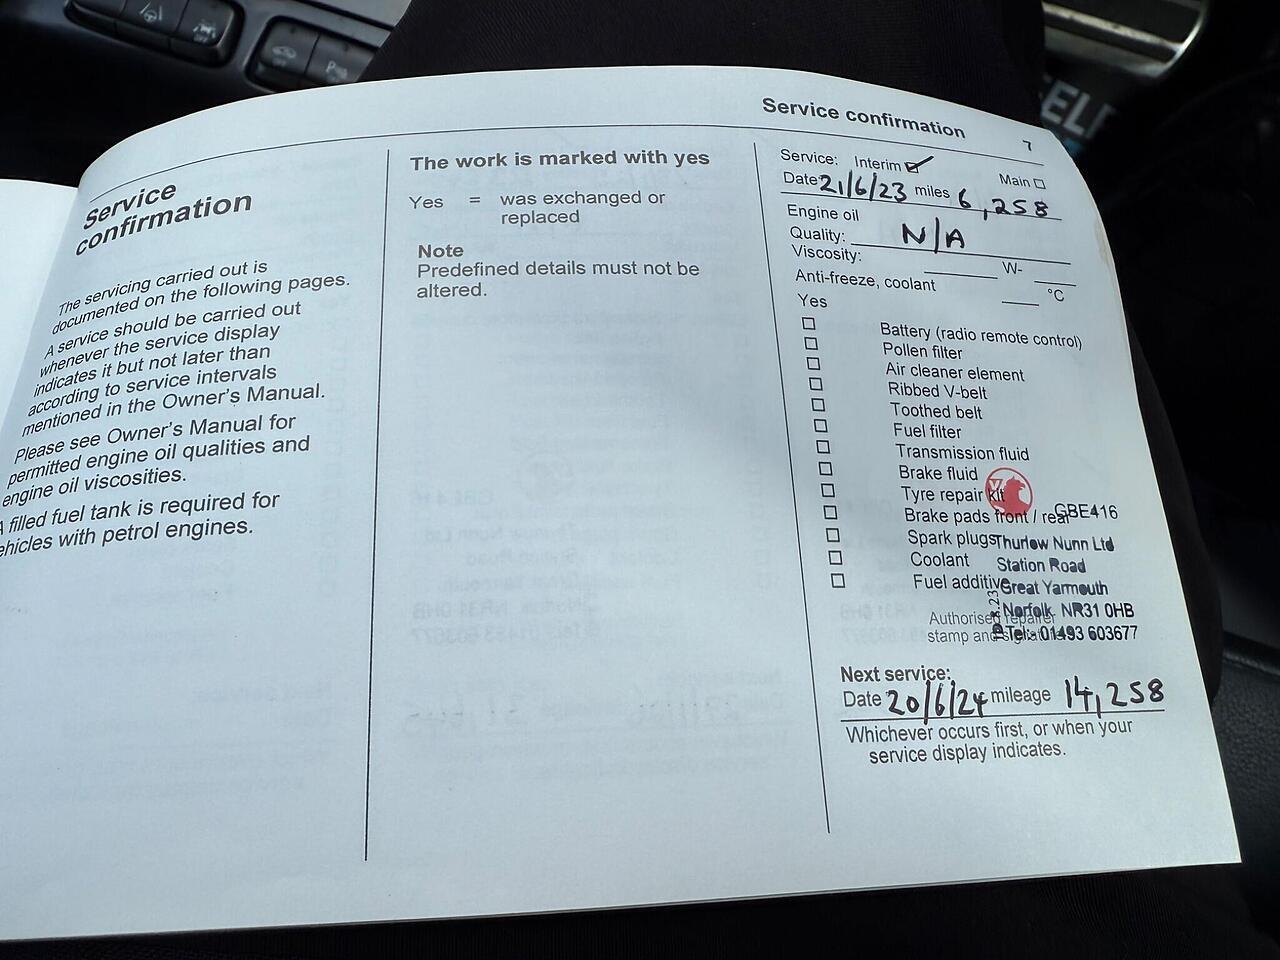 Service confirmation
7
Service
confirmation
The servicing carried out is
documented on the following pages.
A service should be carried out
whenever the service display
indicates it but not later than
according to service intervals
mentioned in the Owner's Manual.
Please see Owner's Manual for
permitted engine oil qualities and
engine oil viscosities.
A filled fuel tank is required for
ehicles with petrol engines.
The work is marked with yes
Yes = was exchanged or
replaced
Note
Predefined details must not be
altered.
Service: Interim Main
Date 21/6/23 miles 6,258
Engine oil
Quality: N/A
Viscosity: W-
Anti-freeze, coolant °C
Yes
Battery (radio remote control)
Pollen filter
Air cleaner element
Ribbed V-belt
Toothed belt
Fuel filter
Transmission fluid
Brake fluid
Tyre repair kit
Brake pads front / rear
GBE416
Spark plugs
Thurlow Nunn Ltd
Coolant
Station Road
Fuel additive
Great Yarmouth
Norfolk. NR31 0HB
Authorised repairer
stamp and
Tel: 01493 603677
Next service:
Date 20/6/24 mileage 14,258
Whichever occurs first, or when your
service display indicates.
OFF
OFF
OFF